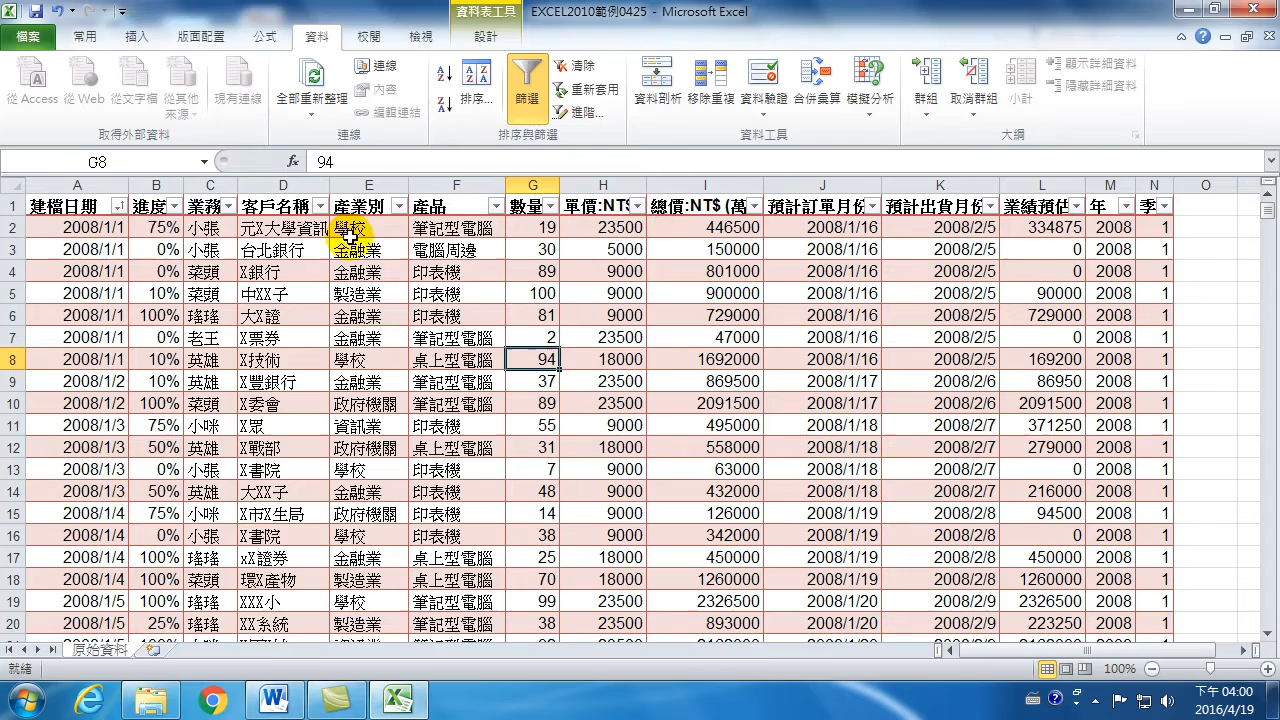 資料表工具 EXCEL2010範例0425 - Microsoft Excel
檔案 常用 插入 版面配置 公式 資料 校閱 檢視 設計
從 Access 從 Web 從文字檔 從其他來源 現有連線 全部重新整理 連線 內容 編輯連結 排序... 篩選 清除 重新套用 進階... 資料剖析 移除重複 資料驗證 合併彙算 模擬分析 群組 取消群組 小計 顯示詳細資料 隱藏詳細資料
取得外部資料 連線 排序與篩選 資料工具 大綱
G8 fx 94
A B C D E F G H I J K L M N O
1 建檔日期 進度 業務 客戶名稱 產業別 產品 數量 單價:NT$ 總價:NT$ (萬 預計訂單月份 預計出貨月份 業績預估 年 季
2 2008/1/1 75% 小張 元X大學資訊 學校 筆記型電腦 19 23500 446500 2008/1/16 2008/2/5 334875 2008 1
3 2008/1/1 0% 小張 台北銀行 金融業 電腦周邊 30 5000 150000 2008/1/16 2008/2/5 0 2008 1
4 2008/1/1 0% 菜頭 X銀行 金融業 印表機 89 9000 801000 2008/1/16 2008/2/5 0 2008 1
5 2008/1/1 10% 菜頭 中XX子 製造業 印表機 100 9000 900000 2008/1/16 2008/2/5 90000 2008 1
6 2008/1/1 100% 瑤瑤 大X證 金融業 印表機 81 9000 729000 2008/1/16 2008/2/5 729000 2008 1
7 2008/1/1 0% 老王 X票券 金融業 筆記型電腦 2 23500 47000 2008/1/16 2008/2/5 0 2008 1
8 2008/1/1 10% 英雄 X技術 學校 桌上型電腦 94 18000 1692000 2008/1/16 2008/2/5 169200 2008 1
9 2008/1/2 10% 英雄 X豐銀行 金融業 筆記型電腦 37 23500 869500 2008/1/17 2008/2/6 86950 2008 1
10 2008/1/2 100% 菜頭 X委會 政府機關 筆記型電腦 89 23500 2091500 2008/1/17 2008/2/6 2091500 2008 1
11 2008/1/3 75% 小咪 X眾 資訊業 印表機 55 9000 495000 2008/1/18 2008/2/7 371250 2008 1
12 2008/1/3 50% 英雄 X戰部 政府機關 桌上型電腦 31 18000 558000 2008/1/18 2008/2/7 279000 2008 1
13 2008/1/3 0% 小張 X書院 學校 印表機 7 9000 63000 2008/1/18 2008/2/7 0 2008 1
14 2008/1/3 50% 英雄 大XX子 金融業 印表機 48 9000 432000 2008/1/18 2008/2/7 216000 2008 1
15 2008/1/4 75% 小咪 X市X生局 政府機關 印表機 14 9000 126000 2008/1/19 2008/2/8 94500 2008 1
16 2008/1/4 0% 小張 X書院 學校 印表機 38 9000 342000 2008/1/19 2008/2/8 0 2008 1
17 2008/1/4 100% 瑤瑤 xX證券 金融業 桌上型電腦 25 18000 450000 2008/1/19 2008/2/8 450000 2008 1
18 2008/1/4 100% 菜頭 環X產物 製造業 桌上型電腦 70 18000 1260000 2008/1/19 2008/2/8 1260000 2008 1
19 2008/1/5 100% 瑤瑤 XXX小 學校 筆記型電腦 99 23500 2326500 2008/1/20 2008/2/9 2326500 2008 1
20 2008/1/5 25% 瑤瑤 XX系統 製造業 筆記型電腦 38 23500 893000 2008/1/20 2008/2/9 223250 2008 1
原始資料
就緒 100%
下午 04:00
2016/4/19